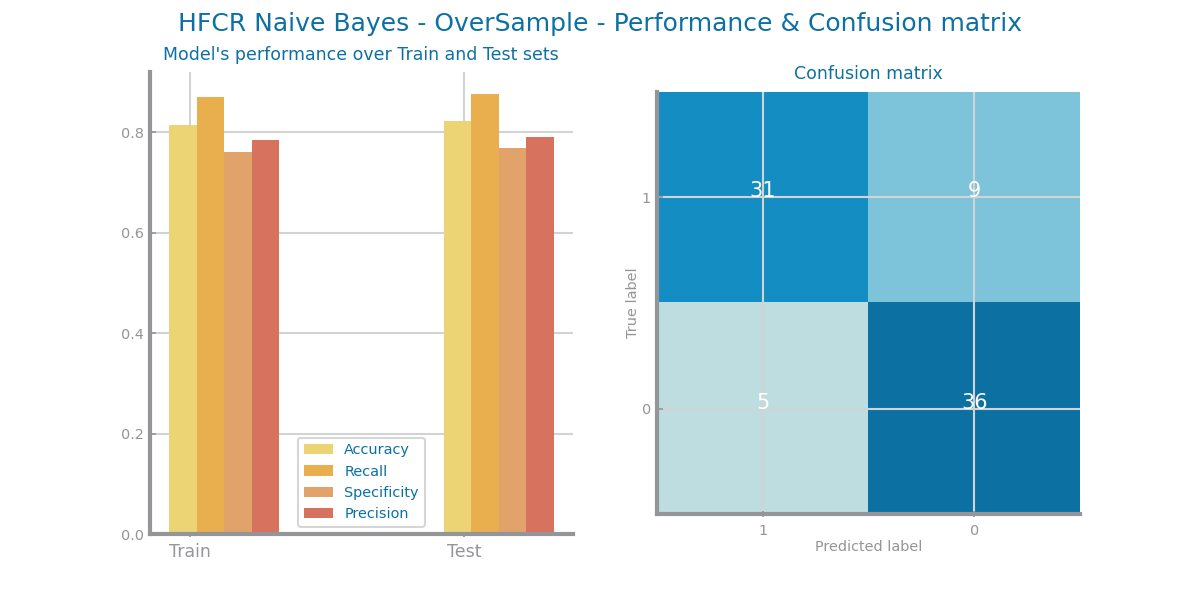 HFCR Naive Bayes - OverSample - Performance & Confusion matrix
Model's performance over Train and Test sets
0.8
0.6
0.4
0.2
0.0
Train
Test
Accuracy
Recall
Specificity
Precision
Confusion matrix
True label
1
0
31
9
5
36
1
0
Predicted label